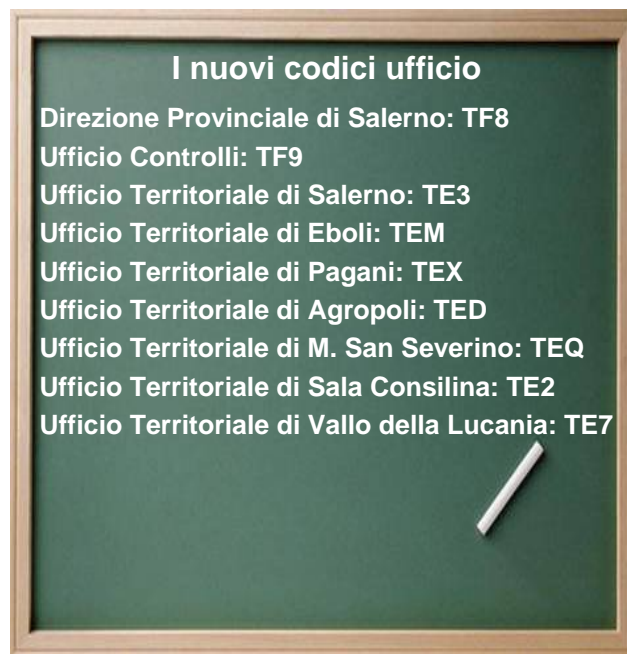 I nuovi codici ufficio
Direzione Provinciale di Salerno: TF8
Ufficio Controlli: TF9
Ufficio Territoriale di Salerno: TE3
Ufficio Territoriale di Eboli: TEM
Ufficio Territoriale di Pagani: TEX
Ufficio Territoriale di Agropoli: TED
Ufficio Territoriale di M. San Severino: TEQ
Ufficio Territoriale di Sala Consilina: TE2
Ufficio Territoriale di Vallo della Lucania: TE7